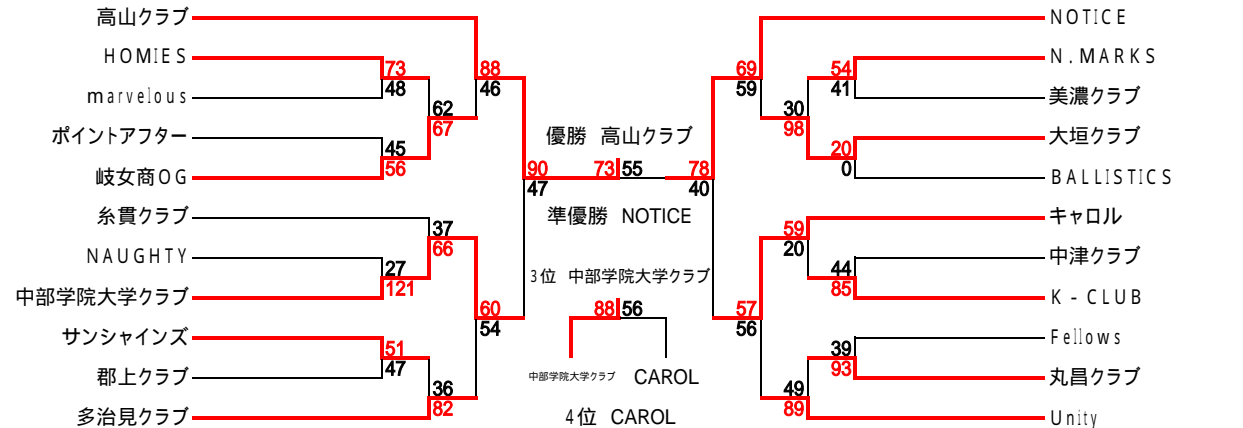 高山クラブ
HOMIES
73
48
marvelous
88
46
62
67
ポイントアフター
45
56
岐女商OG
90
47
糸貫クラブ
37
66
NAUGHTY
27
121
中部学院大学クラブ
60
54
サンシャインズ
51
47
郡上クラブ
36
82
多治見クラブ
優勝 高山クラブ
73 55
準優勝 NOTICE
3位 中部学院大学クラブ
88 56
中部学院大学クラブ CAROL
4位 CAROL
NOTICE
69
59
N.MARKS
54
41
美濃クラブ
30
98
大垣クラブ
20
0
BALLISTICS
78
40
キャロル
59
20
中津クラブ
44
85
K-CLUB
57
56
Fellows
39
93
丸昌クラブ
49
89
Unity